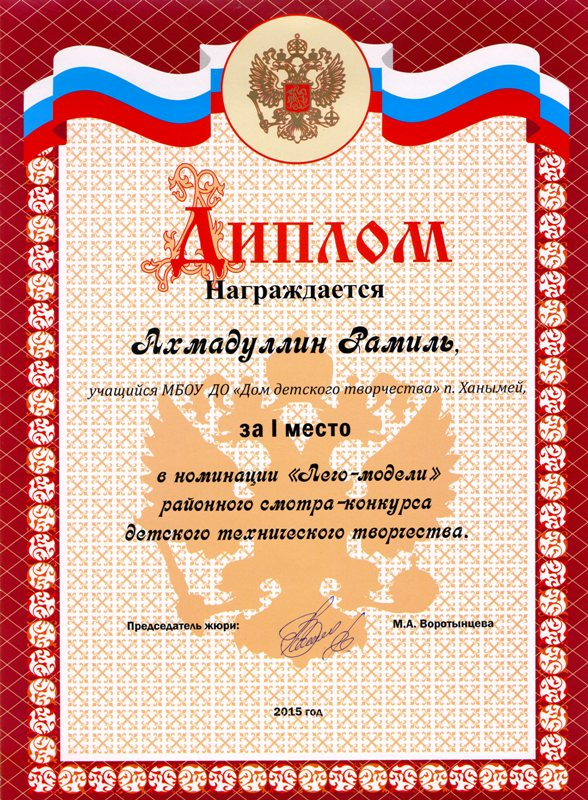 Диплом
Награждается
Ахмадуллин Рамиль,
учащийся МБОУ ДО «Дом детского творчества» п. Ханымей,
за I место
в номинации «Лего-модели»
районного смотра-конкурса
детского технического творчества.
Председатель жюри: М.А. Воротынцева
2015 год